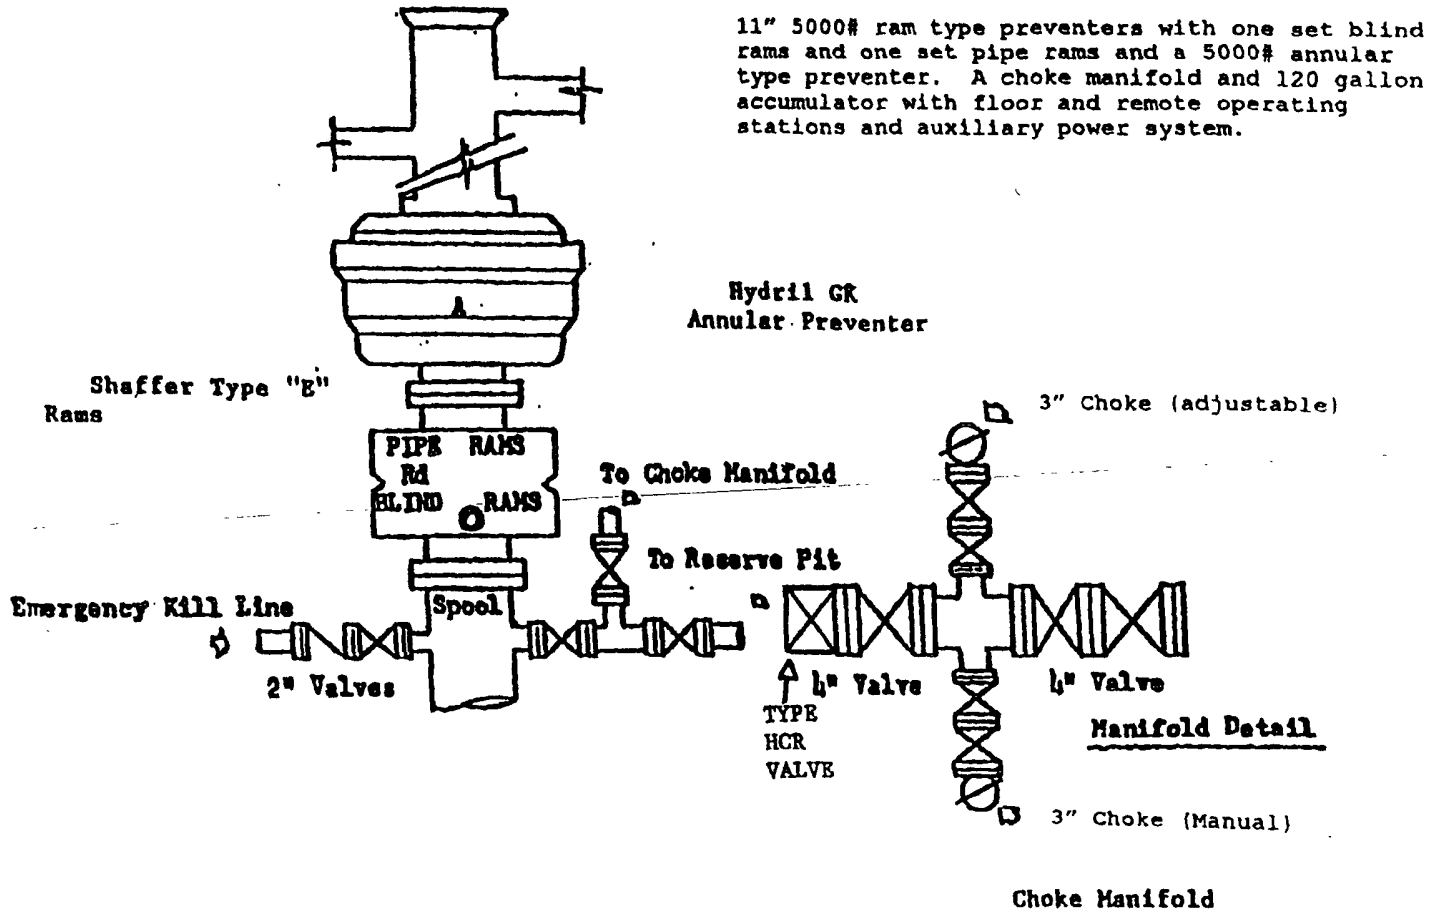 11" 5000# ram type preventers with one set blind
rams and one set pipe rams and a 5000# annular
type preventer. A choke manifold and 120 gallon
accumulator with floor and remote operating
stations and auxiliary power system.
Hydril GK
Annular Preventer
A
Shaffer Type "E"
Rams
3" Choke (adjustable)
PIPE RAMS
Rd
BLIND RAMS
To Choke Manifold
To Reserve Pit
Emergency Kill Line
Spool
2" Valves
4" Valve
4" Valve
TYPE
HCR
VALVE
Manifold Detail
3" Choke (Manual)
Choke Manifold